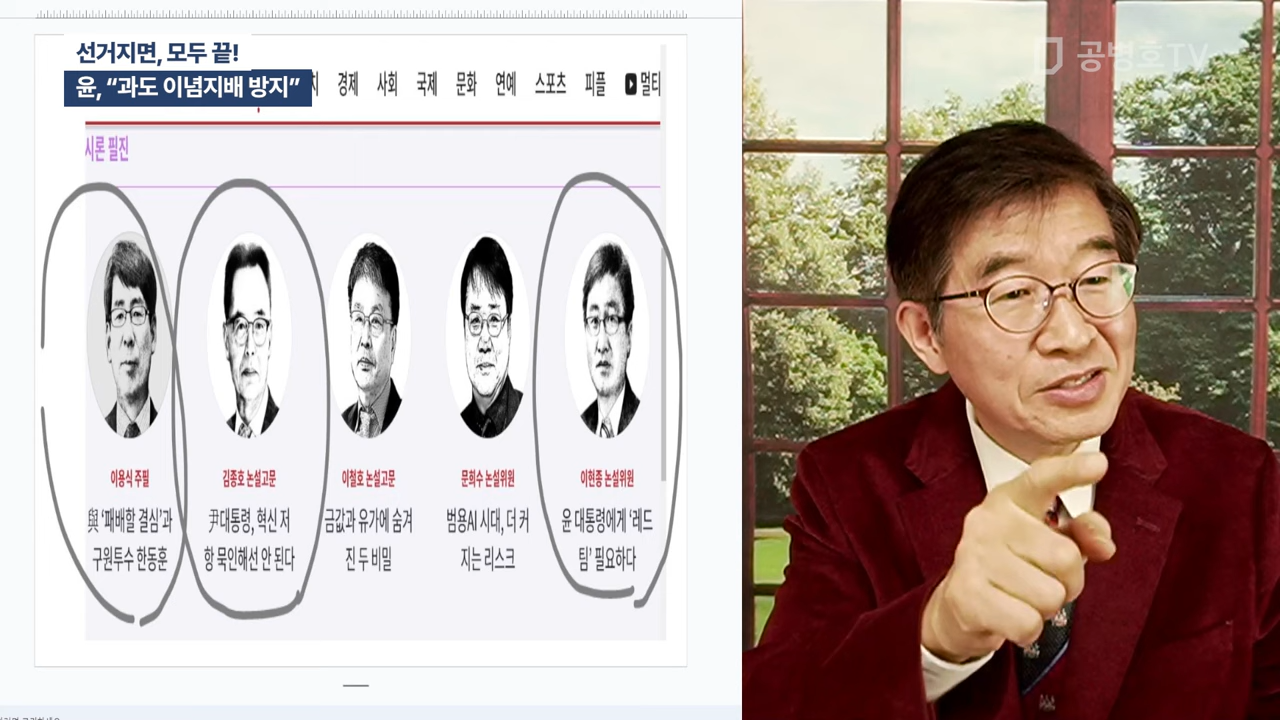 선거지면, 모두 끝!
윤, “과도 이념지배 방지”
경제 사회 국제 문화 연예 스포츠 피플 멀티
시론 필진
이용식 주필
與 ‘패배할 결심’과
구원투수 한동훈
김종호 논설고문
尹대통령, 혁신 저
항 묵인해선 안 된다
이철호 논설고문
금값과 유가에 숨겨
진 두 비밀
문희수 논설위원
범용AI 시대, 더 커
지는 리스크
이현종 논설위원
윤 대통령에게 ‘레드
팀’ 필요하다
공병호TV